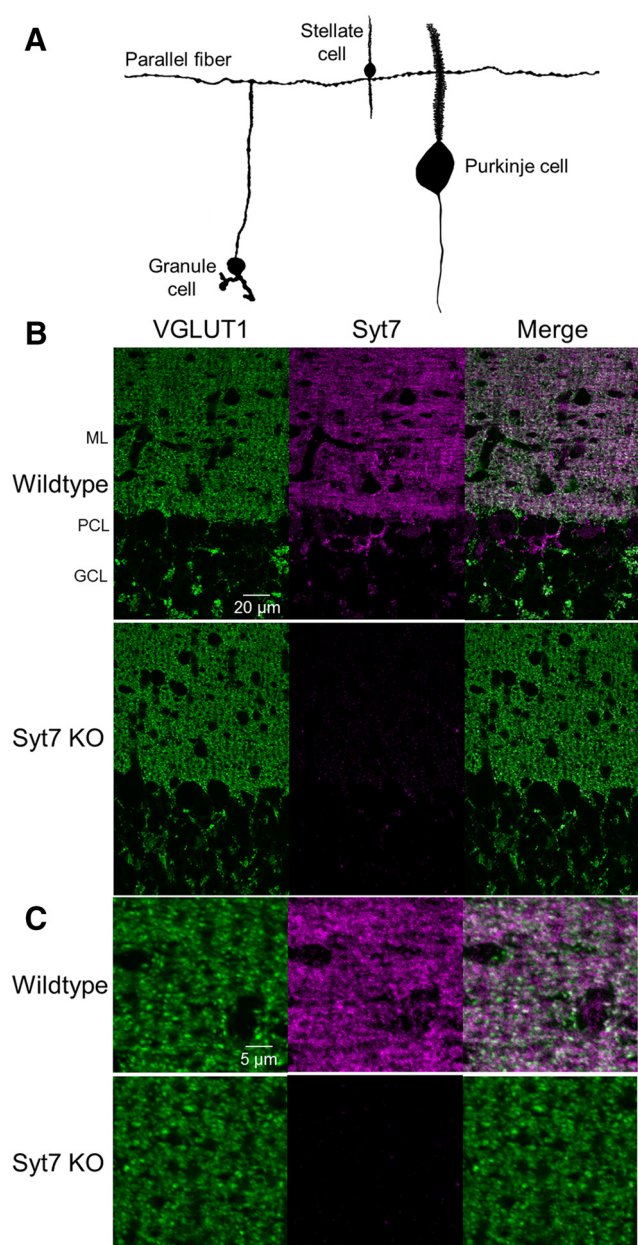 A
Stellate
cell
Parallel fiber
Purkinje cell
Granule
cell
B
VGLUT1 Syt7 Merge
ML
Wildtype
PCL
GCL
20 µm
Syt7 KO
C
Wildtype
5 µm
Syt7 KO